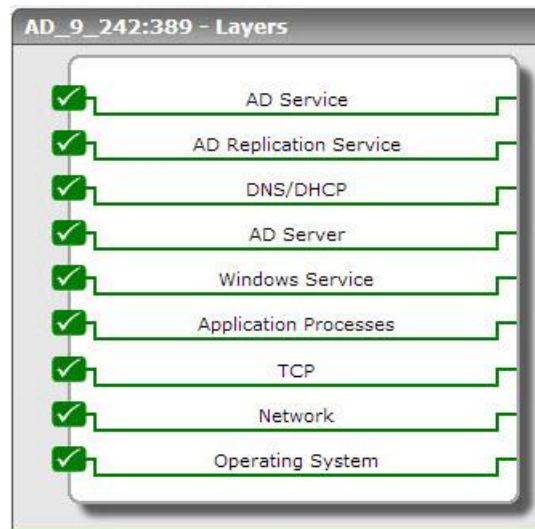 AD_9_242:389 - Layers
AD Service
AD Replication Service
DNS/DHCP
AD Server
Windows Service
Application Processes
TCP
Network
Operating System